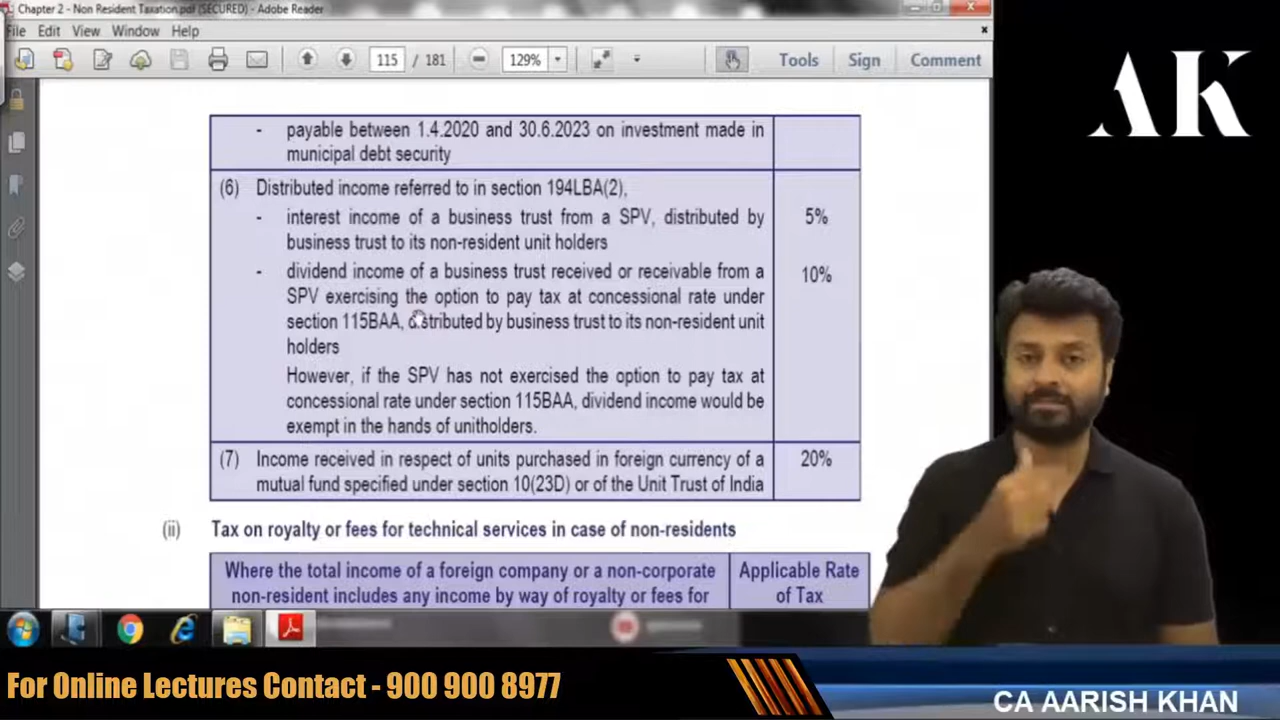 Chapter 2 - Non Resident Taxation.pdf (SECURED) - Adobe Reader
File Edit View Window Help
115 / 181 129% Tools Sign Comment
AK
- payable between 1.4.2020 and 30.6.2023 on investment made in
municipal debt security
(6) Distributed income referred to in section 194LBA(2),
- interest income of a business trust from a SPV, distributed by 5%
business trust to its non-resident unit holders
- dividend income of a business trust received or receivable from a 10%
SPV exercising the option to pay tax at concessional rate under
section 115BAA, distributed by business trust to its non-resident unit
holders
However, if the SPV has not exercised the option to pay tax at
concessional rate under section 115BAA, dividend income would be
exempt in the hands of unitholders.
(7) Income received in respect of units purchased in foreign currency of a 20%
mutual fund specified under section 10(23D) or of the Unit Trust of India
(ii) Tax on royalty or fees for technical services in case of non-residents
Where the total income of a foreign company or a non-corporate Applicable Rate
non-resident includes any income by way of royalty or fees for of Tax
For Online Lectures Contact - 900 900 8977
CA AARISH KHAN